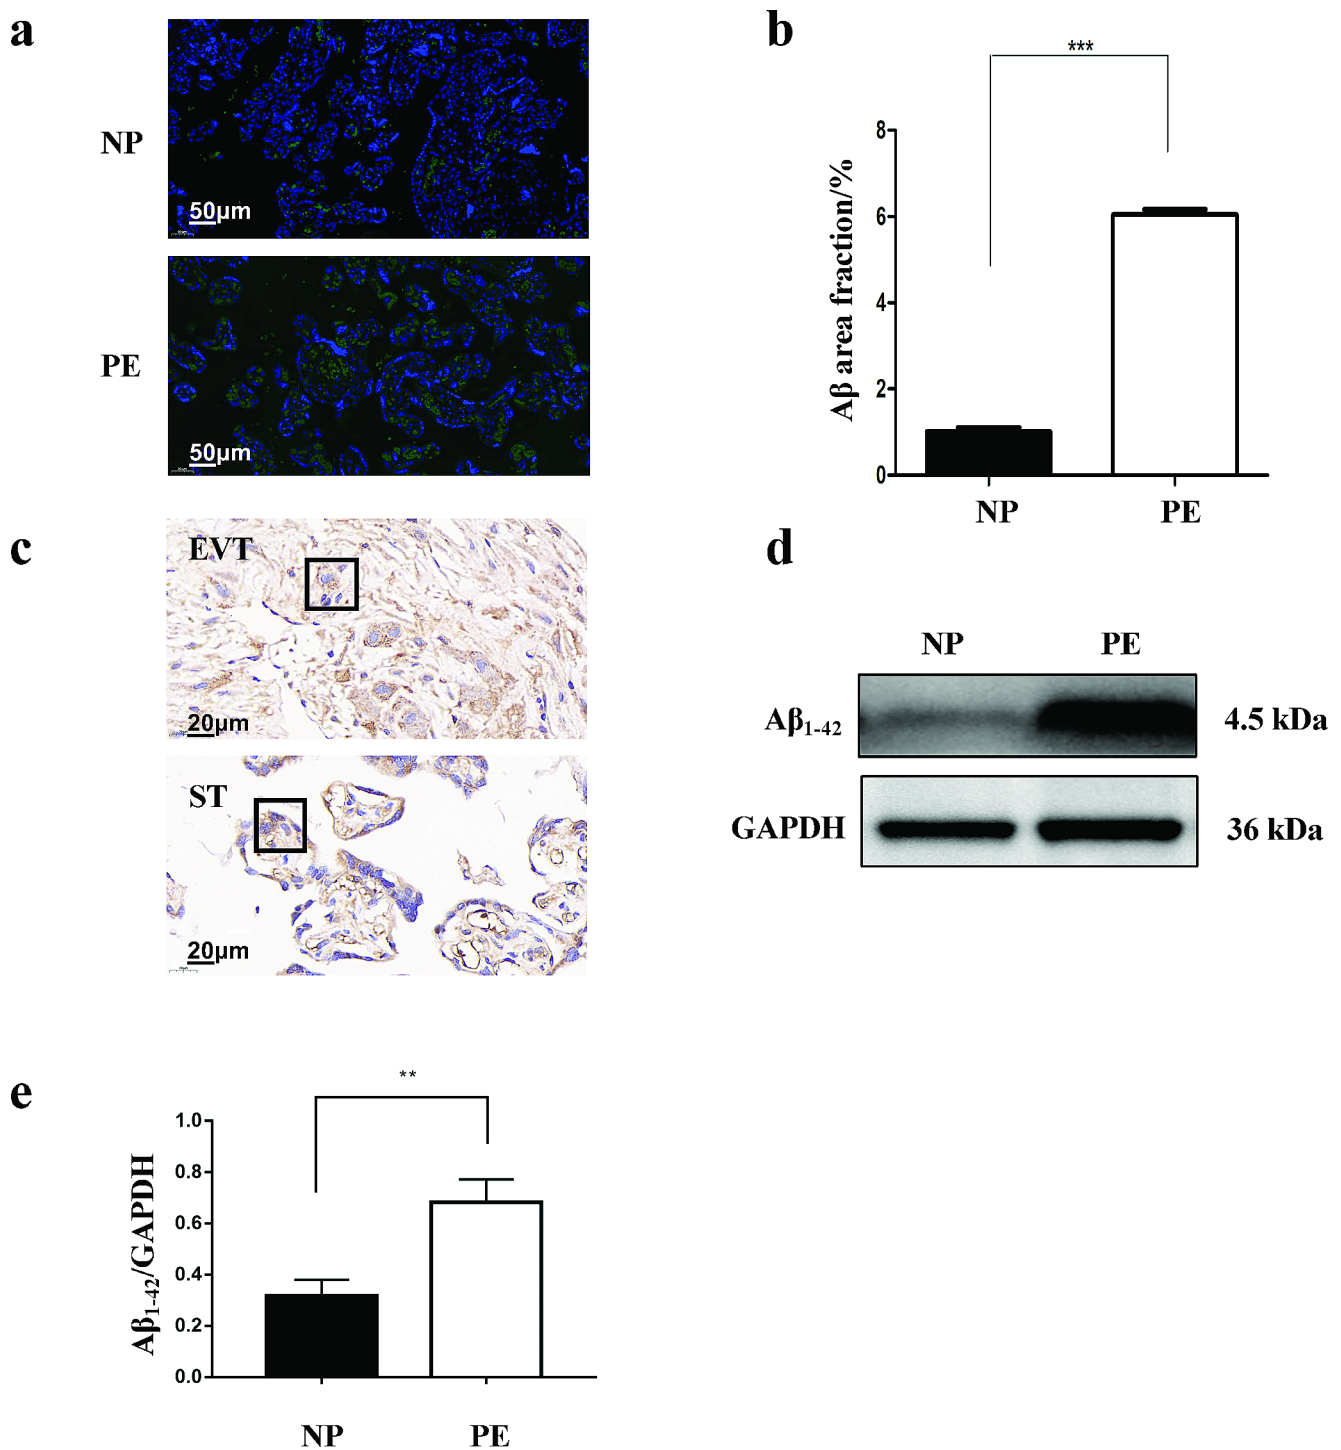 a
NP
50μm
PE
50μm
b
***
Aβ area fraction/%
8
6
4
2
0
NP
PE
c
EVT
20μm
ST
20μm
d
NP PE
Aβ₁₋₄₂ 4.5 kDa
GAPDH 36 kDa
e
**
Aβ₁₋₄₂/GAPDH
1.0
0.8
0.6
0.4
0.2
0.0
NP
PE